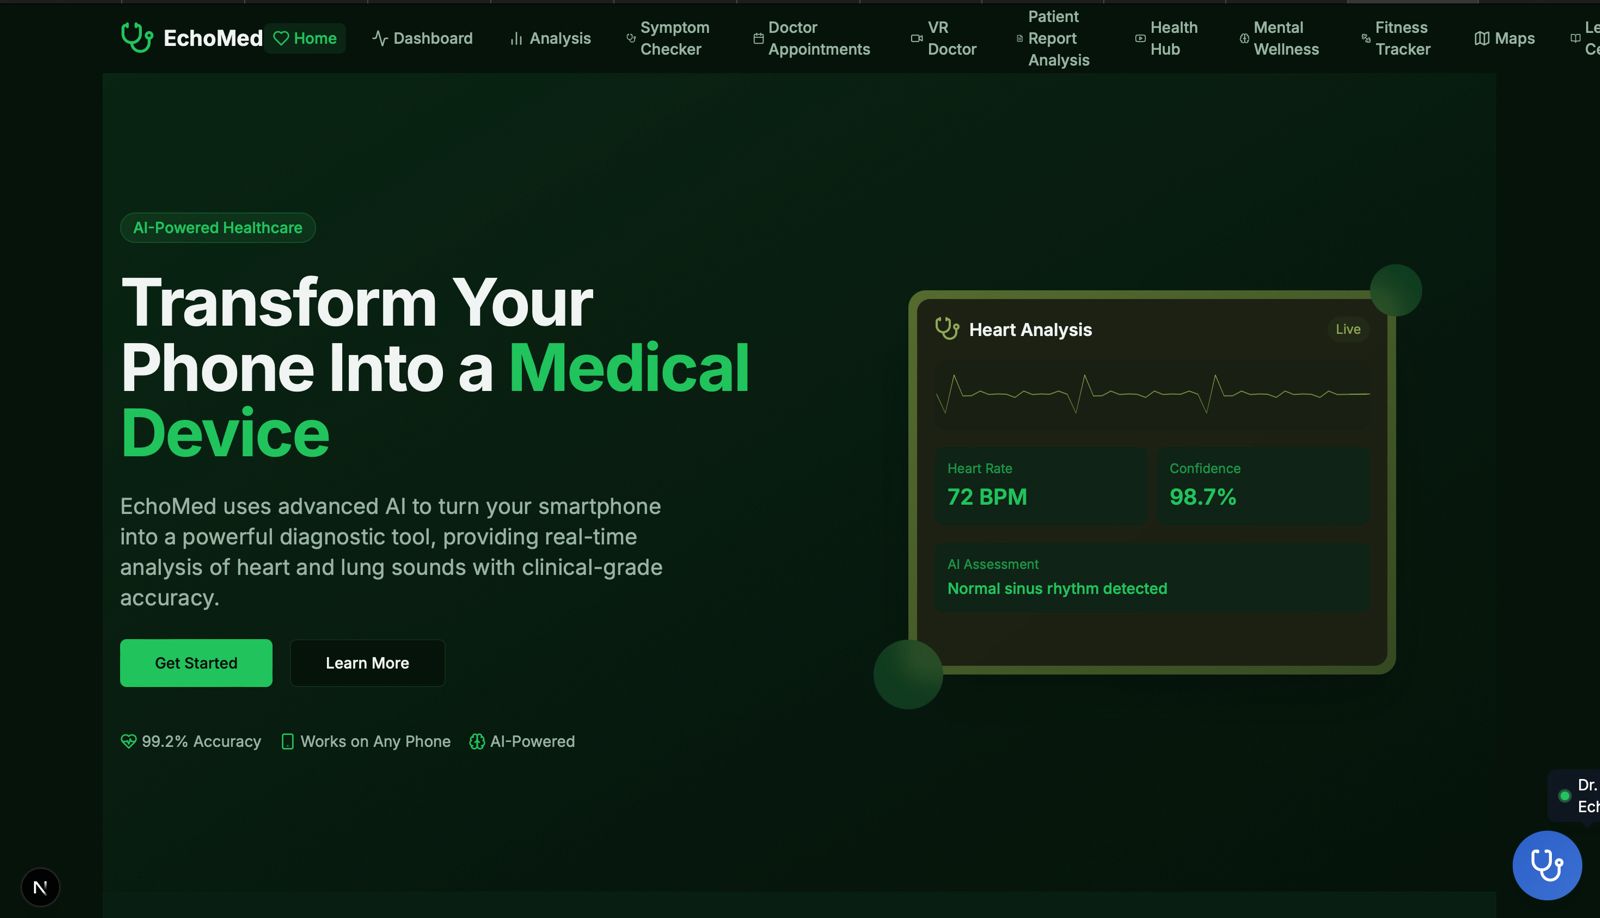 EchoMed
Home
Dashboard
Analysis
Symptom
Checker
Doctor
Appointments
VR
Doctor
Patient
Report
Analysis
Health
Hub
Mental
Wellness
Fitness
Tracker
Maps
Le
Ce
AI-Powered Healthcare
Transform Your
Phone Into a Medical
Device
EchoMed uses advanced AI to turn your smartphone
into a powerful diagnostic tool, providing real-time
analysis of heart and lung sounds with clinical-grade
accuracy.
Get Started
Learn More
99.2% Accuracy
Works on Any Phone
AI-Powered
Heart Analysis
Live
Heart Rate
72 BPM
Confidence
98.7%
AI Assessment
Normal sinus rhythm detected
Dr.
Ech
N